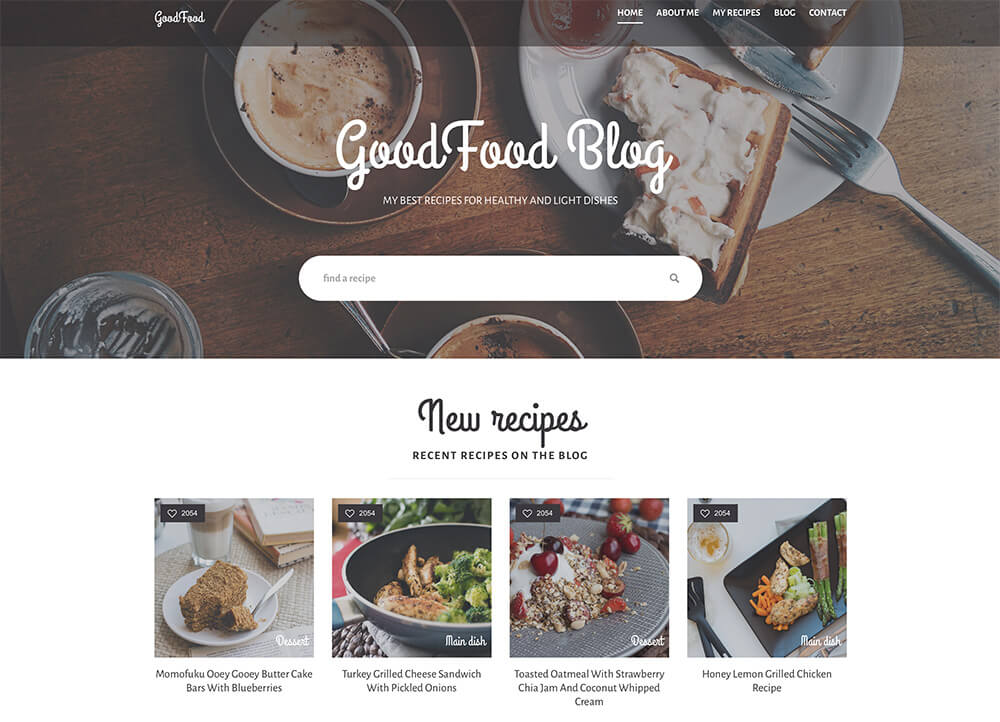 GoodFood
HOME ABOUT ME MY RECIPES BLOG CONTACT
GoodFood Blog
MY BEST RECIPES FOR HEALTHY AND LIGHT DISHES
find a recipe
New recipes
RECENT RECIPES ON THE BLOG
2054
Dessert
Momofuku Ooey Gooey Butter Cake
Bars With Blueberries
2054
Main dish
Turkey Grilled Cheese Sandwich
With Pickled Onions
2054
Dessert
Toasted Oatmeal With Strawberry
Chia Jam And Coconut Whipped
Cream
2054
Main dish
Honey Lemon Grilled Chicken
Recipe